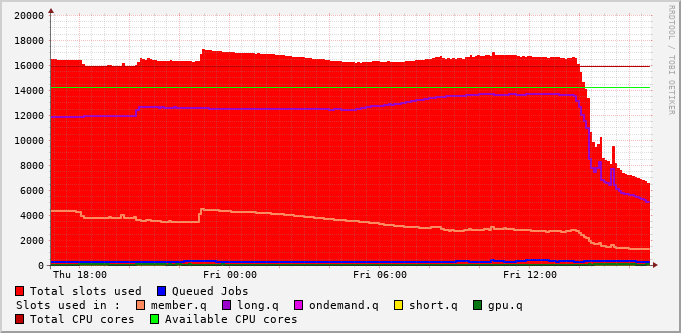 20000
18000
16000
14000
12000
10000
8000
6000
4000
2000
0
Thu 18:00 Fri 00:00 Fri 06:00 Fri 12:00
RRDTOOL / TOBI OETIKER
Total slots used Queued Jobs
Slots used in : member.q long.q ondemand.q short.q gpu.q
Total CPU cores Available CPU cores